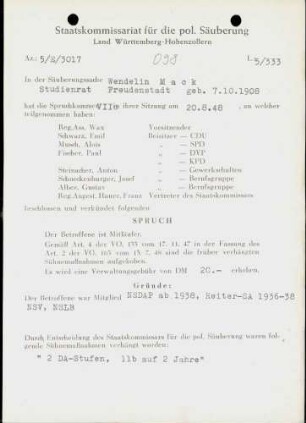 Staatskommissariat für die pol. Säuberung
Land Württemberg-Hohenzollern
Az.: 5/S/3017
L 5/333
In der Säuberungssache Wendelin Mack
Studienrat Freudenstadt geb. 7.10.1908
hat die Spruchkammer VII in ihrer Sitzung am 20.8.48, an welcher
teilgenommen haben:
Reg.Ass. Wax Vorsitzender
Schwarz, Emil Beisitzer — CDU
Musch, Alois „ — SPD
Fischer, Paul „ — DVP
„ — KPD
Steinacher, Anton „ — Gewerkschaften
Schneckenburger, Josef „ — Berufsgruppe
Alber, Gustav „ — Berufsgruppe
Reg.Angest. Hauer, Franz Vertreter des Staatskommissars
beschlossen und verkündet folgenden
SPRUCH
Der Betroffene ist Mitläufer.
Gemäß Art. 4 der VO. 133 vom 17. 11. 47 in der Fassung des
Art. 2 der VO. 165 vom 13. 7. 48 sind die früher verhängten
Sühnemaßnahmen aufgehoben.
Es wird eine Verwaltungsgebühr von DM 20.— erhoben.
Gründe:
Der Betroffene war Mitglied NSDAP ab 1938, Reiter-SA 1936-38
NSV, NSLB
Durch Entscheidung des Staatskommissars für die pol. Säuberung waren fol-
gende Sühnemaßnahmen verhängt worden:
" 2 DA-Stufen, 11b auf 2 Jahre"